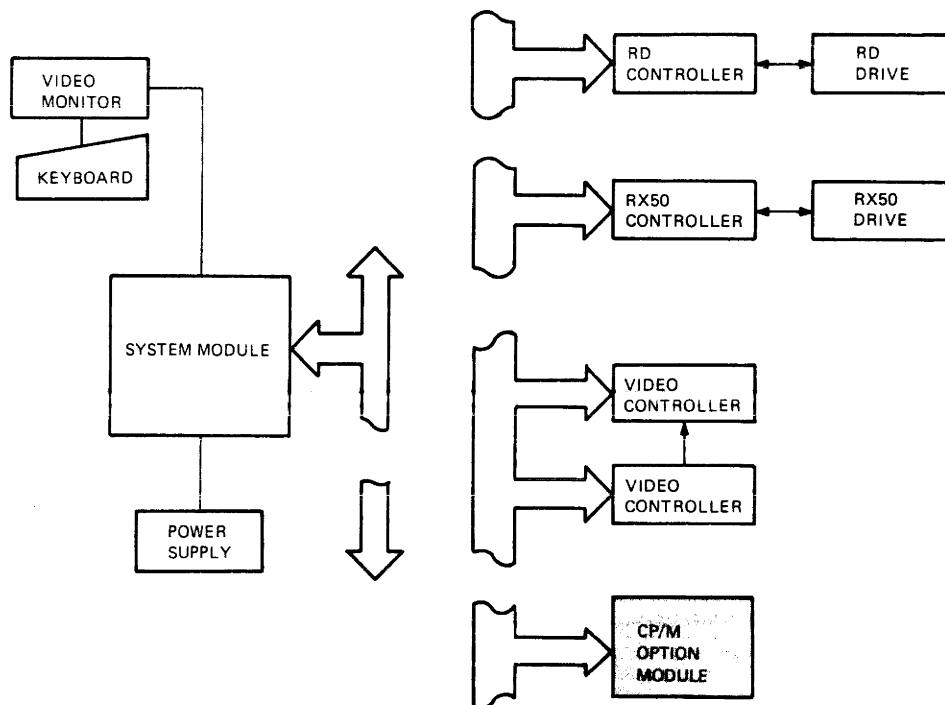 VIDEO
MONITOR
KEYBOARD
SYSTEM MODULE
POWER
SUPPLY
RD
CONTROLLER
RD
DRIVE
RX50
CONTROLLER
RX50
DRIVE
VIDEO
CONTROLLER
VIDEO
CONTROLLER
CP/M
OPTION
MODULE